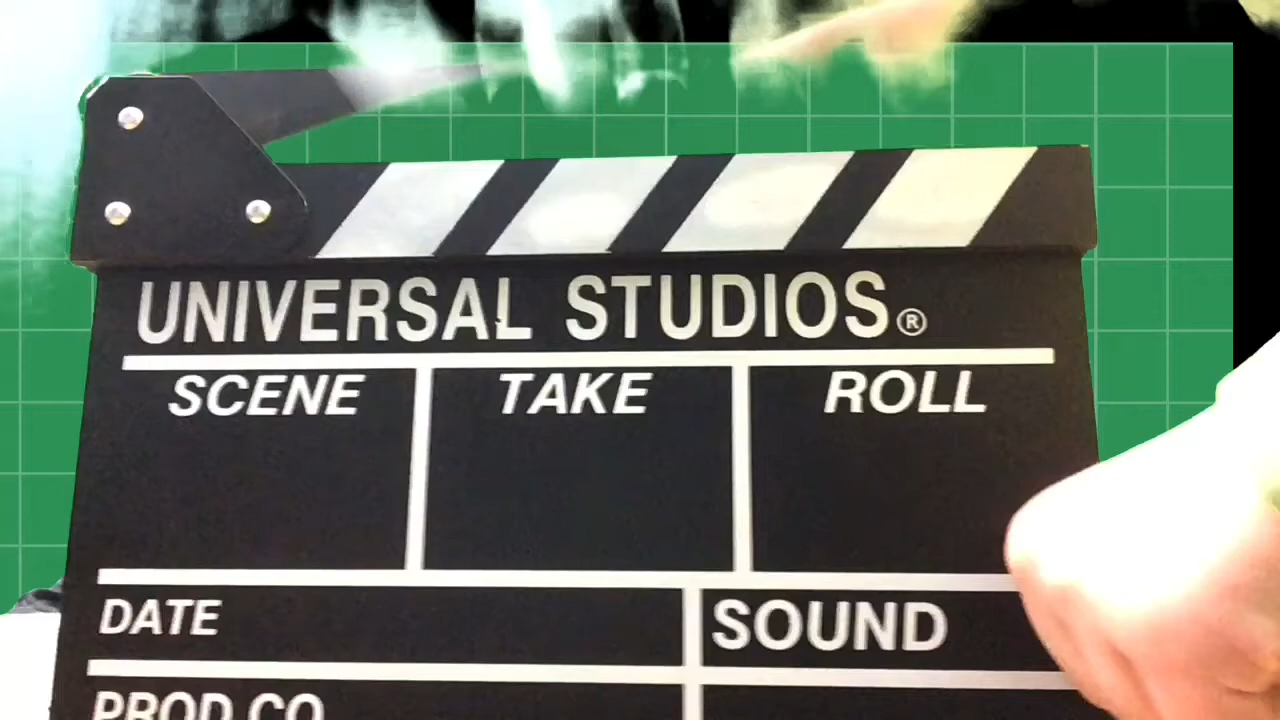 UNIVERSAL STUDIOS®
SCENE TAKE ROLL
DATE SOUND
PROD.CO.